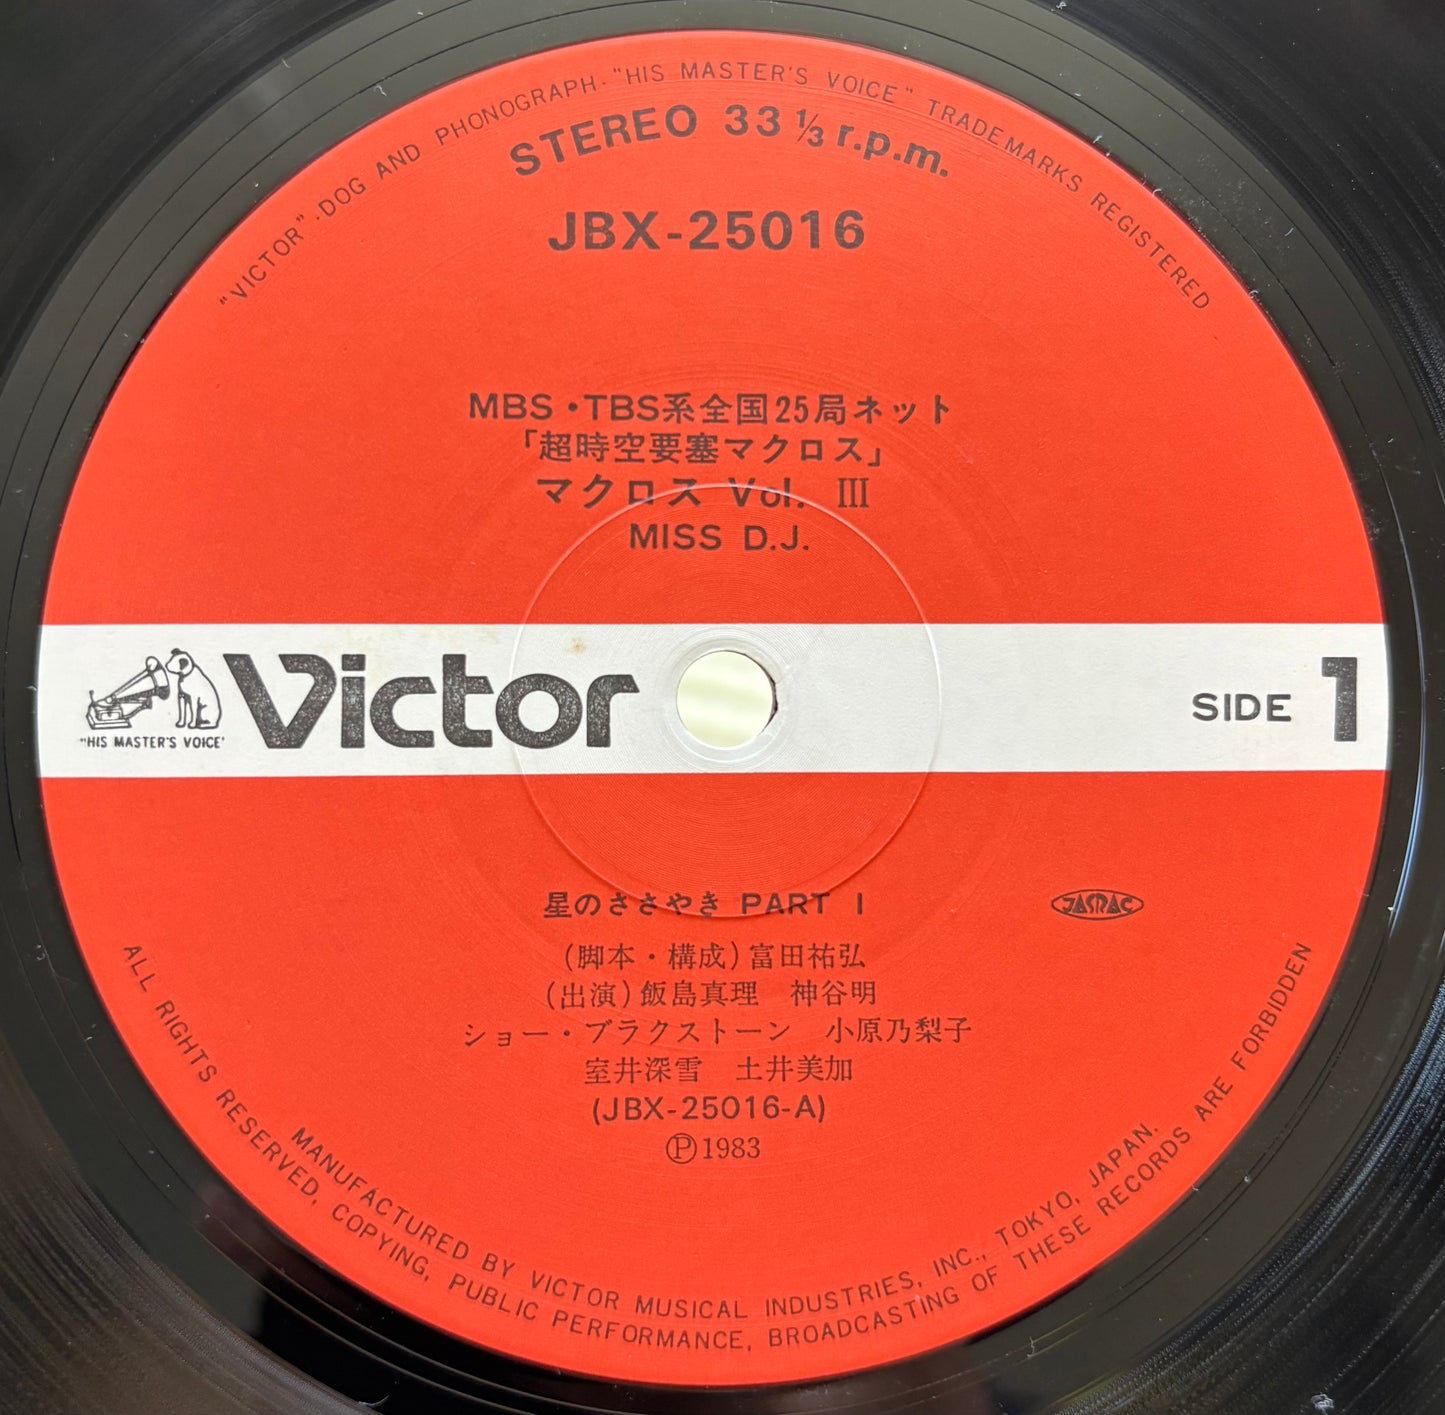 "VICTOR"·DOG AND PHONOGRAPH·"HIS MASTER'S VOICE" TRADEMARKS REGISTERED
STEREO 33 1/3 r.p.m.
JBX-25016
MBS・TBS系全国25局ネット
「超時空要塞マクロス」
マクロス Vol. III
MISS D.J.
"HIS MASTER'S VOICE'
Victor
SIDE 1
星のささやき PART I
JASRAC
(脚本・構成)富田祐弘
(出演)飯島真理 神谷明
ショー・ブラクストーン 小原乃梨子
室井深雪 土井美加
(JBX-25016-A)
Ⓟ1983
MANUFACTURED BY VICTOR MUSICAL INDUSTRIES, INC., TOKYO, JAPAN.
ALL RIGHTS RESERVED, COPYING, PUBLIC PERFORMANCE, BROADCASTING OF THESE RECORDS ARE FORBIDDEN